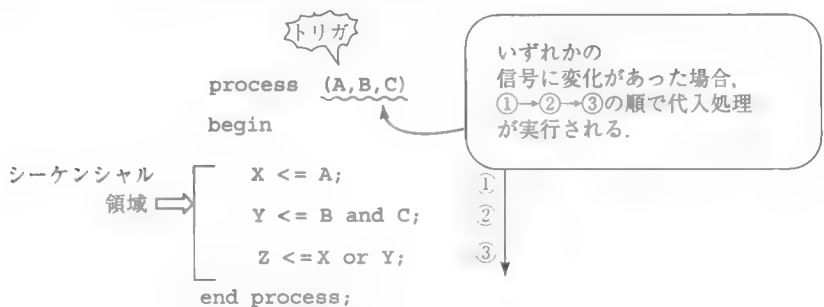 トリガ
process (A,B,C)
begin
いずれかの
信号に変化があった場合,
①→②→③の順で代入処理
が実行される.
シーケンシャル
領域
X <= A;
Y <= B and C;
Z <=X or Y;
①
②
③
end process;